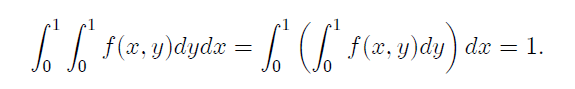 ∫₀¹ ∫₀¹ f(x, y)dydx = ∫₀¹ (∫₀¹ f(x, y)dy) dx = 1.